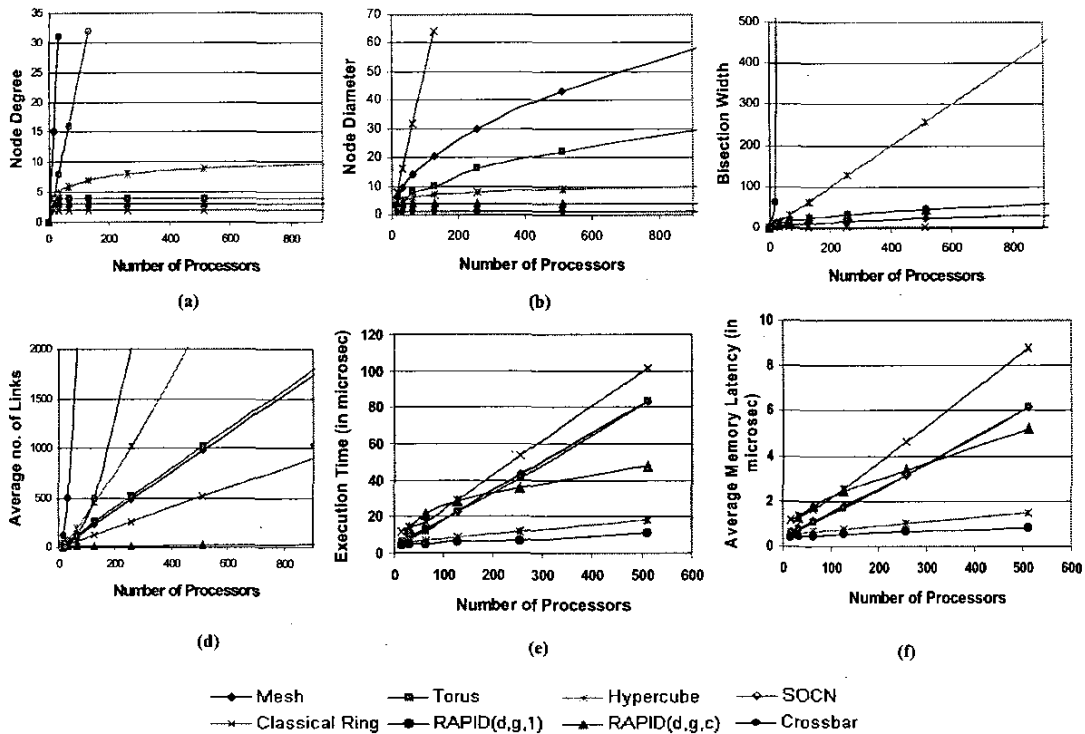 35
30
25
20
15
10
5
0
Node Degree
0 200 400 600 800
Number of Processors
(a)
70
60
50
40
30
20
10
0
Node Diameter
0 200 400 600 800
Number of Processors
(b)
500
400
300
200
100
0
Bisection Width
0 200 400 600 800
Number of Processors
2000
1500
1000
500
0
Average no. of Links
0 200 400 600 800
Number of Processors
(d)
120
100
80
60
40
20
0
Execution Time (in microsec)
0 100 200 300 400 500 600
Number of Processors
(e)
10
8
6
4
2
0
Average Memory Latency (in
microsec)
0 100 200 300 400 500 600
Number of Processors
(f)
Mesh Torus Hypercube SOCN
Classical Ring RAPID(d,g,1) RAPID(d,g,c) Crossbar